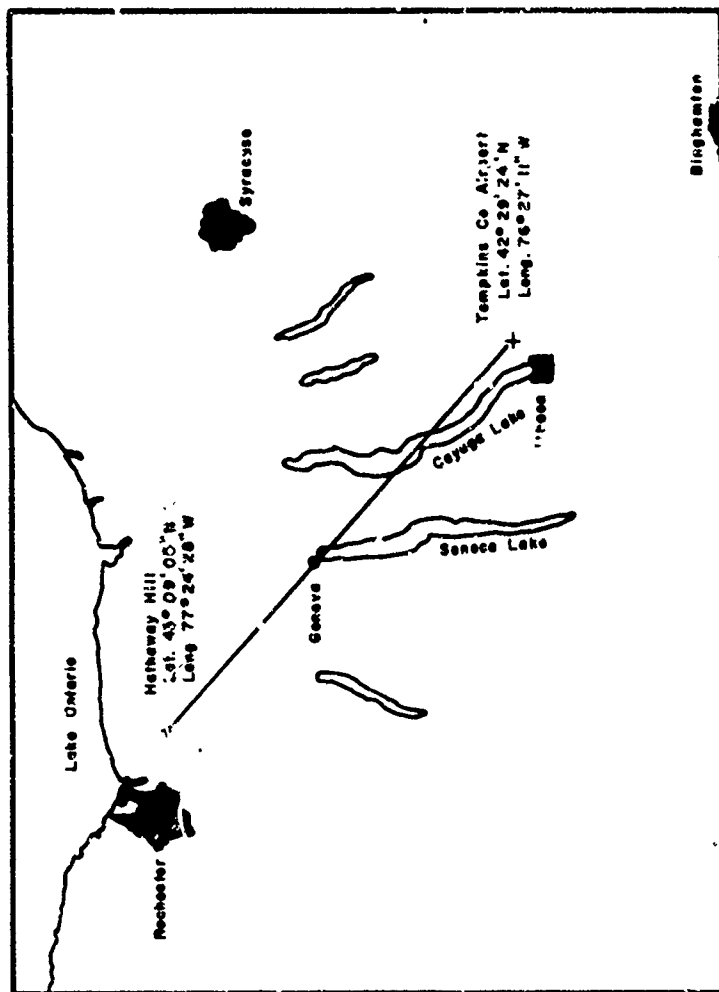 Lake Ontario
Rochester
Hathaway Hill
Lat. 43° 09' 05" N
Long 77° 24' 28" W
Syracuse
Geneva
Cayuga Lake
Seneca Lake
Tompkins Co Airport
Lat. 42° 29' 24" N
Long. 76° 27' 11" W
Binghamton